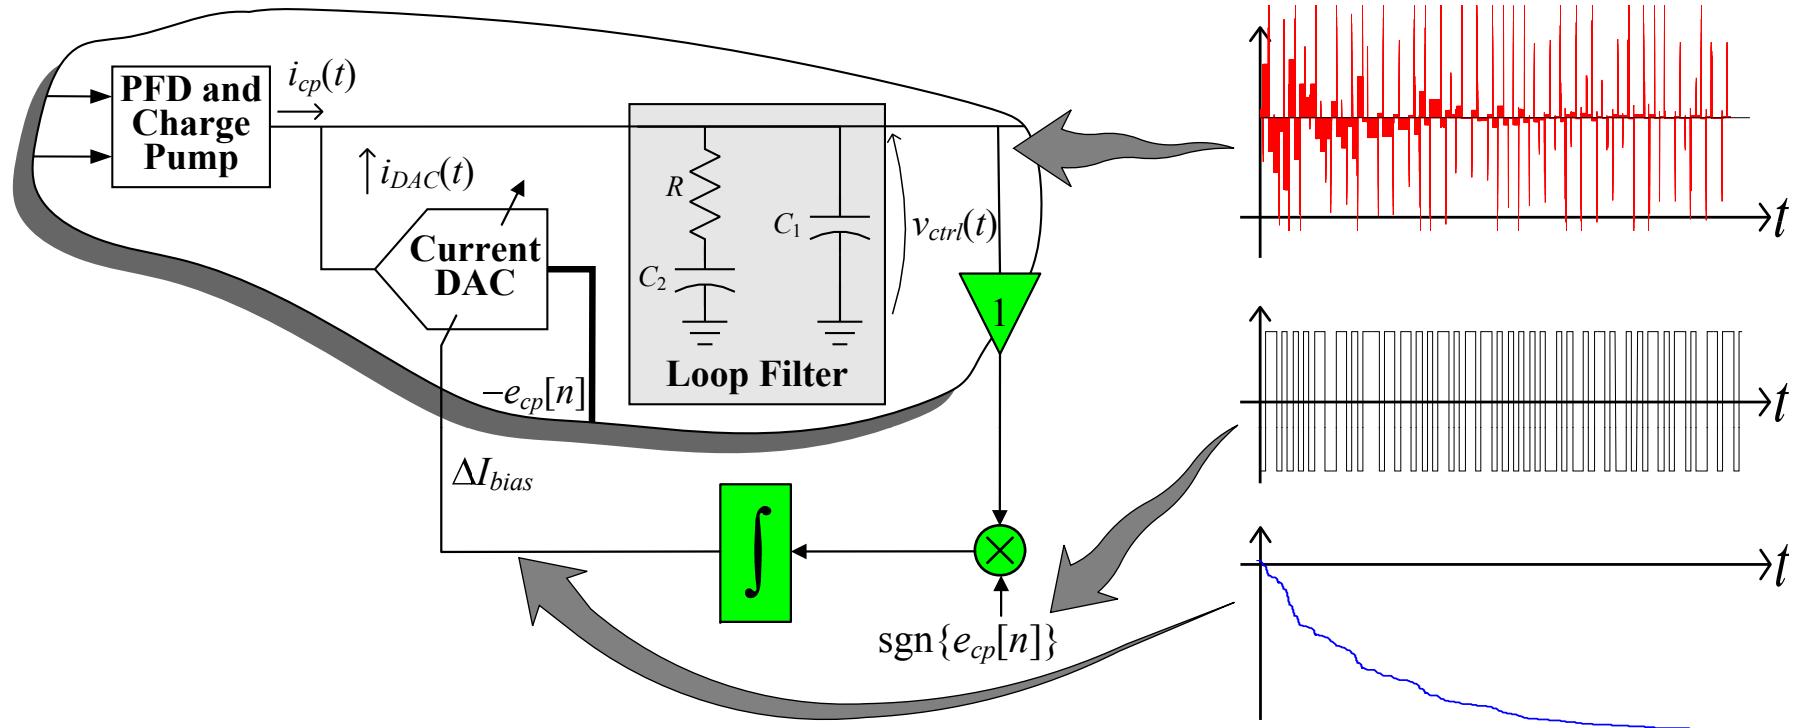 PFD and
Charge
Pump
i_cp(t)
i_DAC(t)
Current
DAC
−e_cp[n]
R
C_2
C_1
v_ctrl(t)
Loop Filter
1
ΔI_bias
∫
sgn{e_cp[n]}
t
t
t